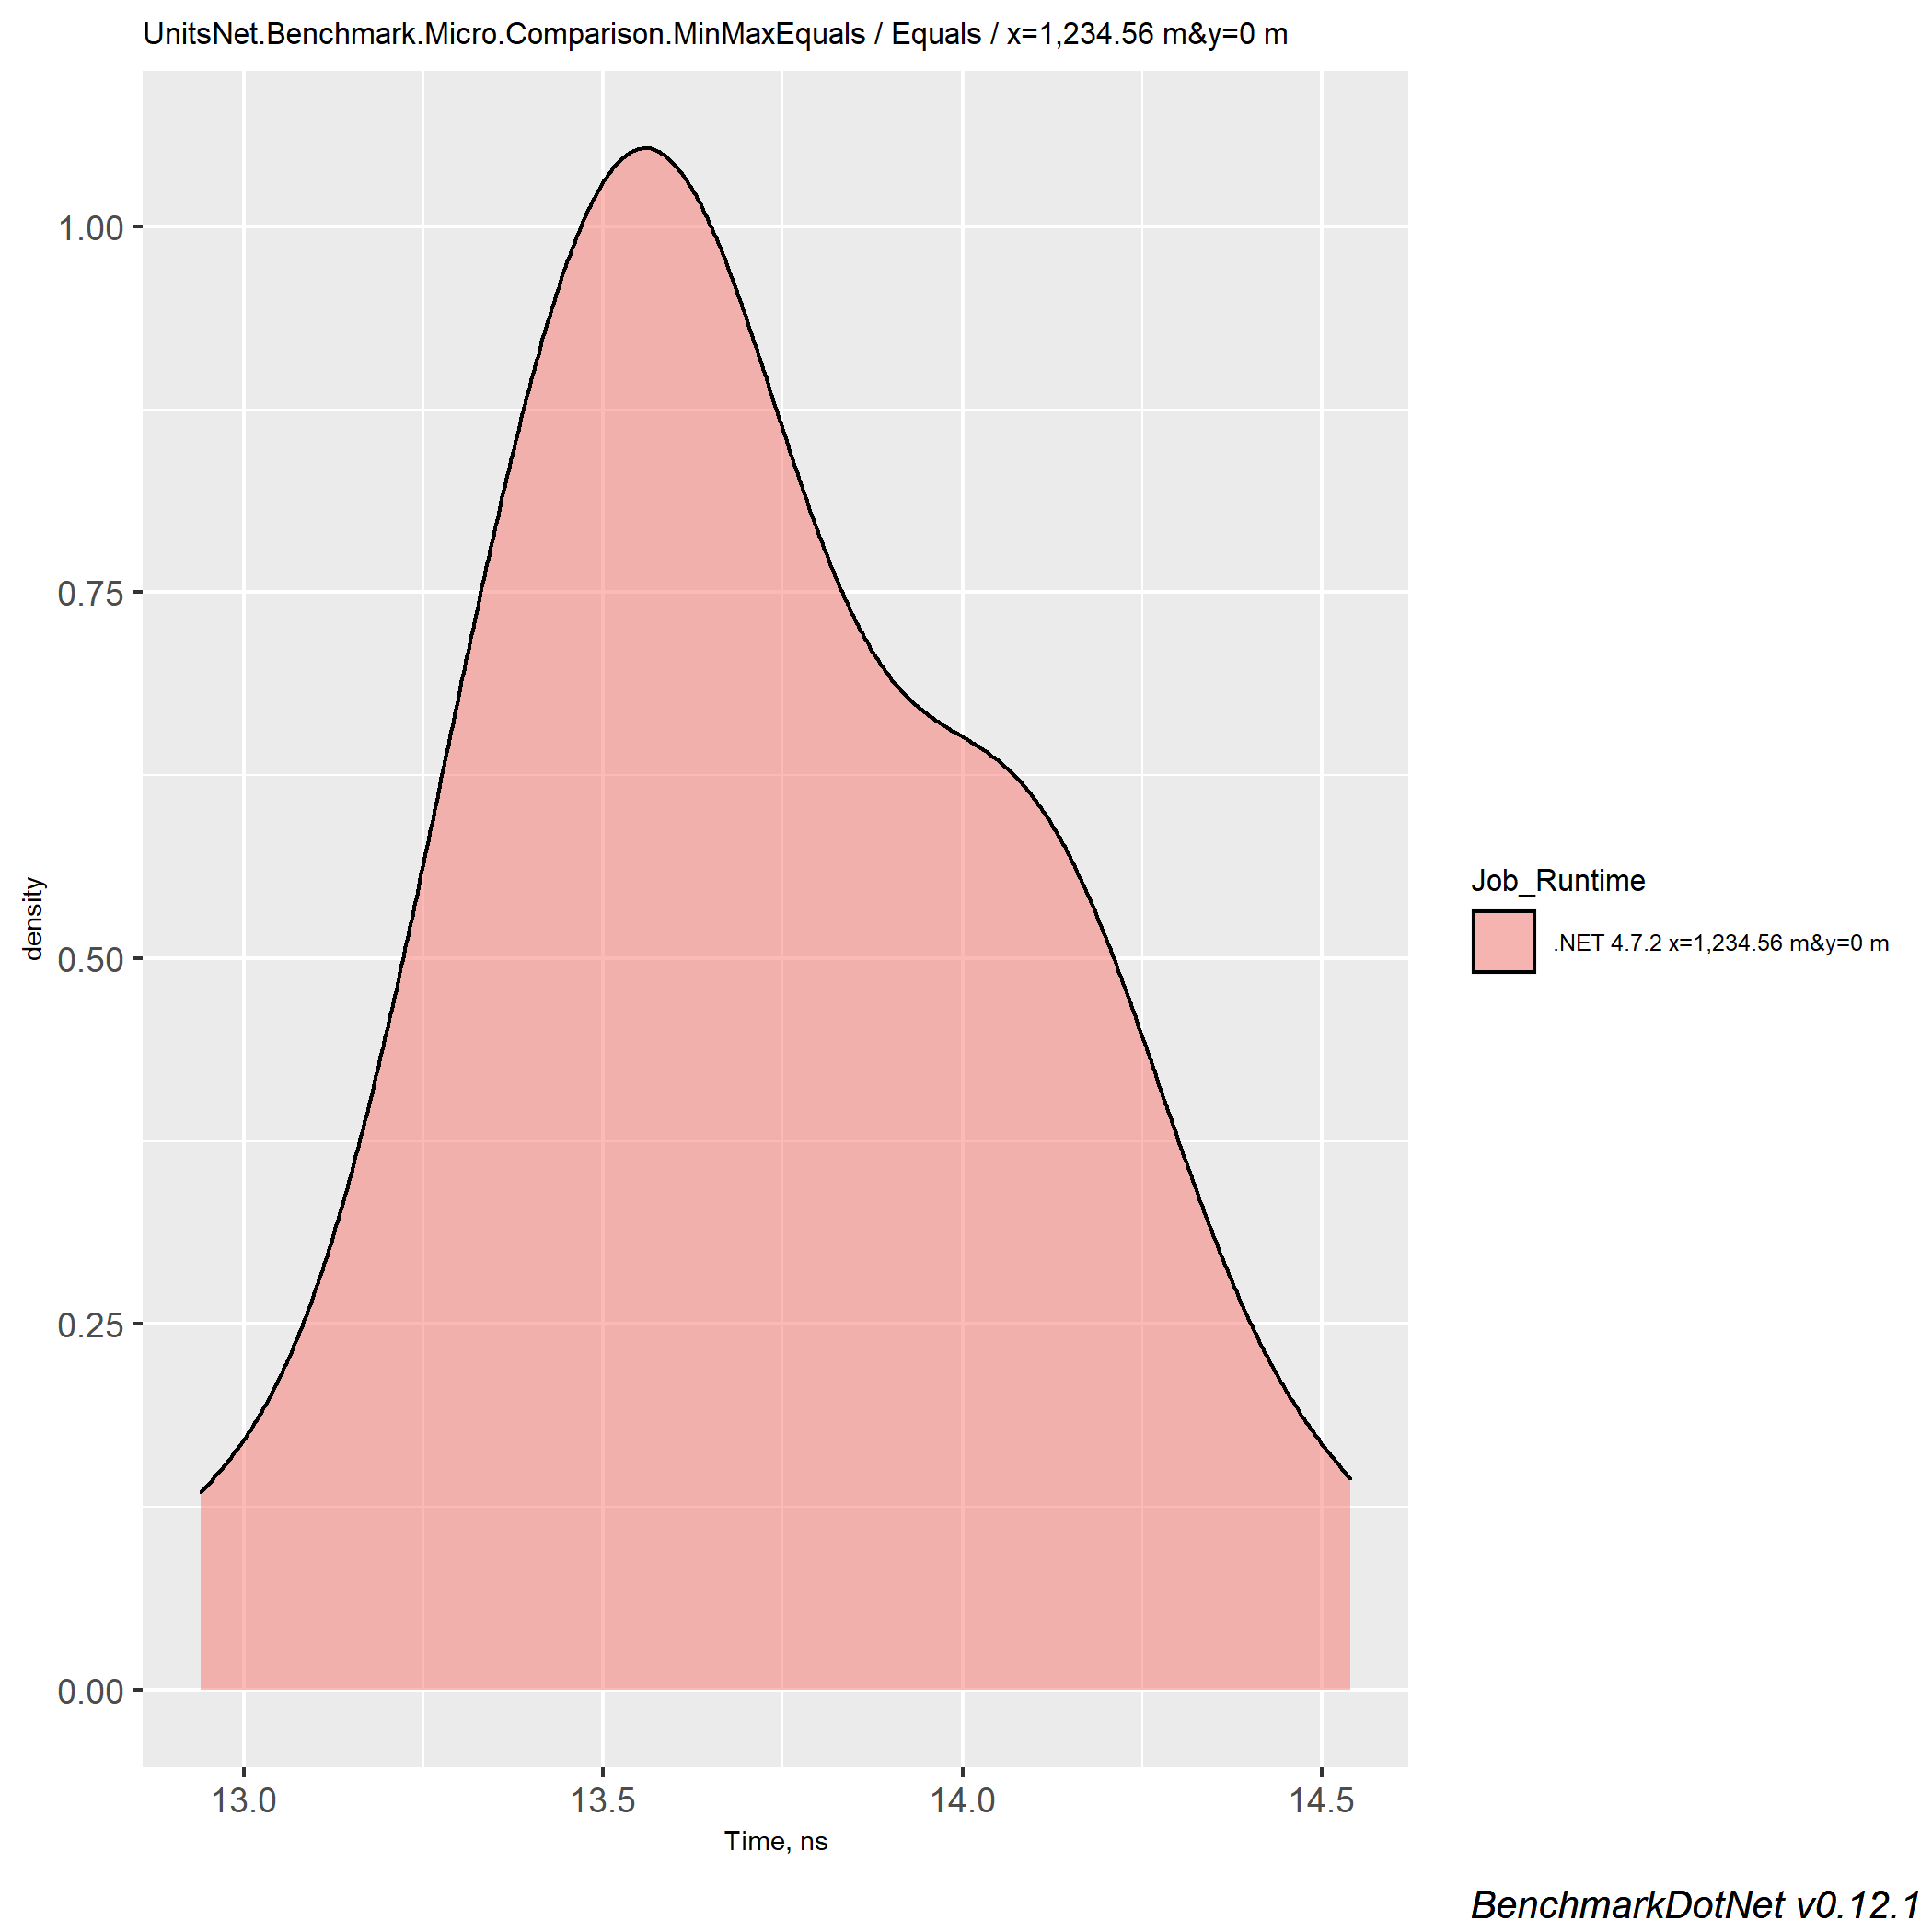 UnitsNet.Benchmark.Micro.Comparison.MinMaxEquals / Equals / x=1,234.56 m&y=0 m
1.00
0.75
0.50
0.25
0.00
density
13.0 13.5 14.0 14.5
Time, ns
Job_Runtime
.NET 4.7.2 x=1,234.56 m&y=0 m
BenchmarkDotNet v0.12.1